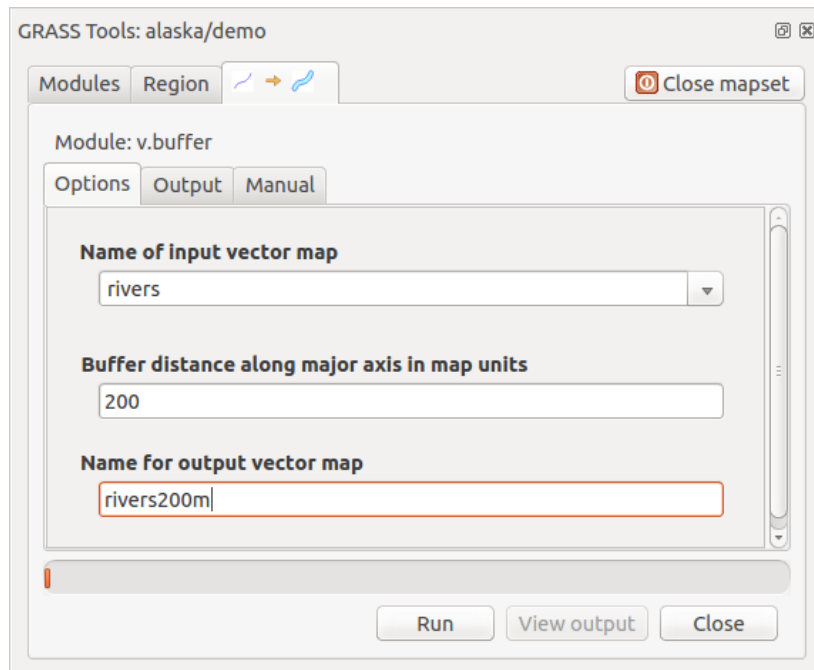 GRASS Tools: alaska/demo
Modules Region Close mapset
Module: v.buffer
Options Output Manual
Name of input vector map
rivers
Buffer distance along major axis in map units
200
Name for output vector map
rivers200m
Run View output Close